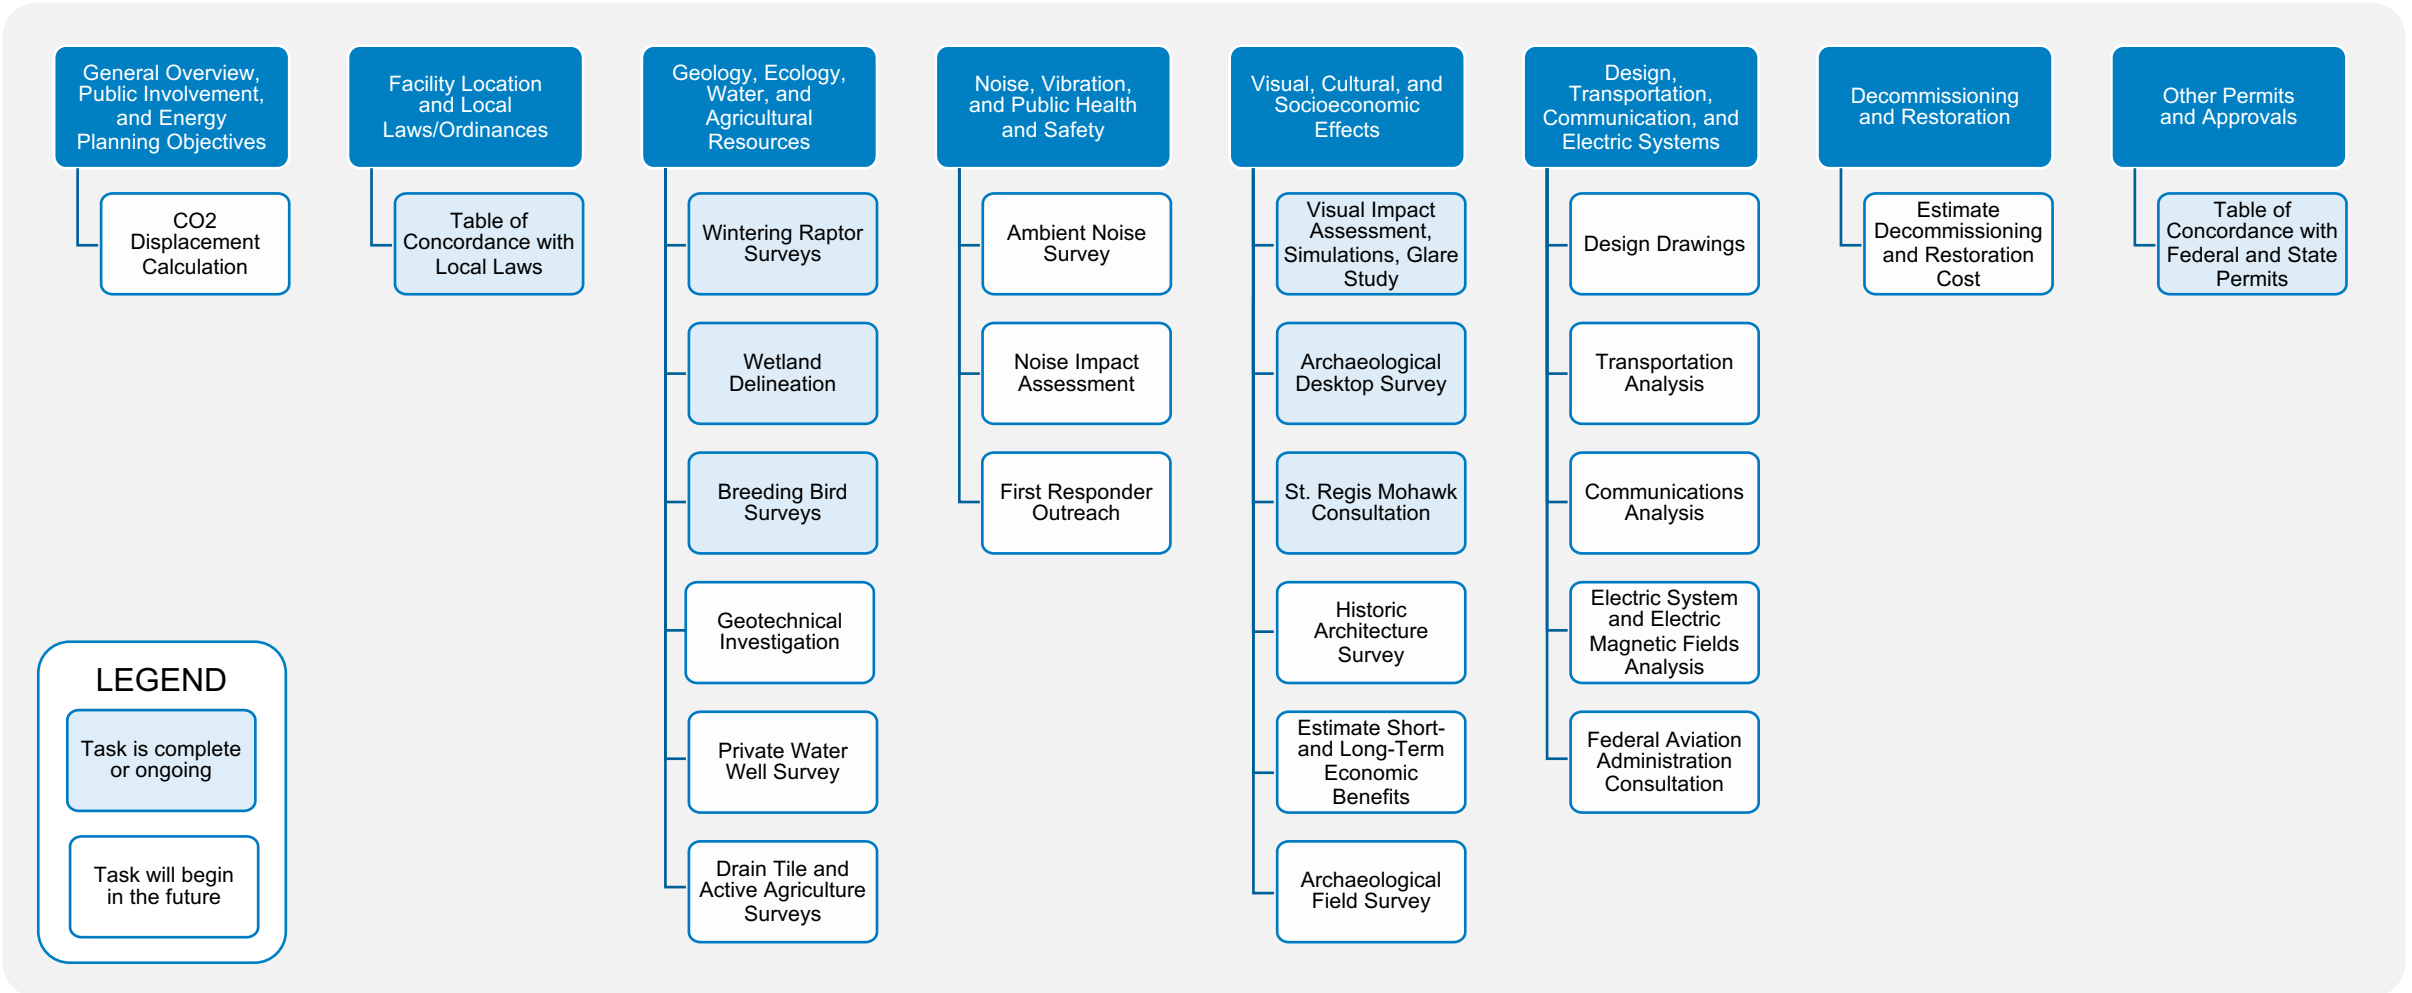 General Overview,
Public Involvement,
and Energy
Planning Objectives
CO2
Displacement
Calculation
Facility Location
and Local
Laws/Ordinances
Table of
Concordance with
Local Laws
Geology, Ecology,
Water, and
Agricultural
Resources
Wintering Raptor
Surveys
Wetland
Delineation
Breeding Bird
Surveys
Geotechnical
Investigation
Private Water
Well Survey
Drain Tile and
Active Agriculture
Surveys
Noise, Vibration,
and Public Health
and Safety
Ambient Noise
Survey
Noise Impact
Assessment
First Responder
Outreach
Visual, Cultural, and
Socioeconomic
Effects
Visual Impact
Assessment,
Simulations, Glare
Study
Archaeological
Desktop Survey
St. Regis Mohawk
Consultation
Historic
Architecture
Survey
Estimate Short-
and Long-Term
Economic
Benefits
Archaeological
Field Survey
Design,
Transportation,
Communication, and
Electric Systems
Design Drawings
Transportation
Analysis
Communications
Analysis
Electric System
and Electric
Magnetic Fields
Analysis
Federal Aviation
Administration
Consultation
Decommissioning
and Restoration
Estimate
Decommissioning
and Restoration
Cost
Other Permits
and Approvals
Table of
Concordance with
Federal and State
Permits
LEGEND
Task is complete
or ongoing
Task will begin
in the future